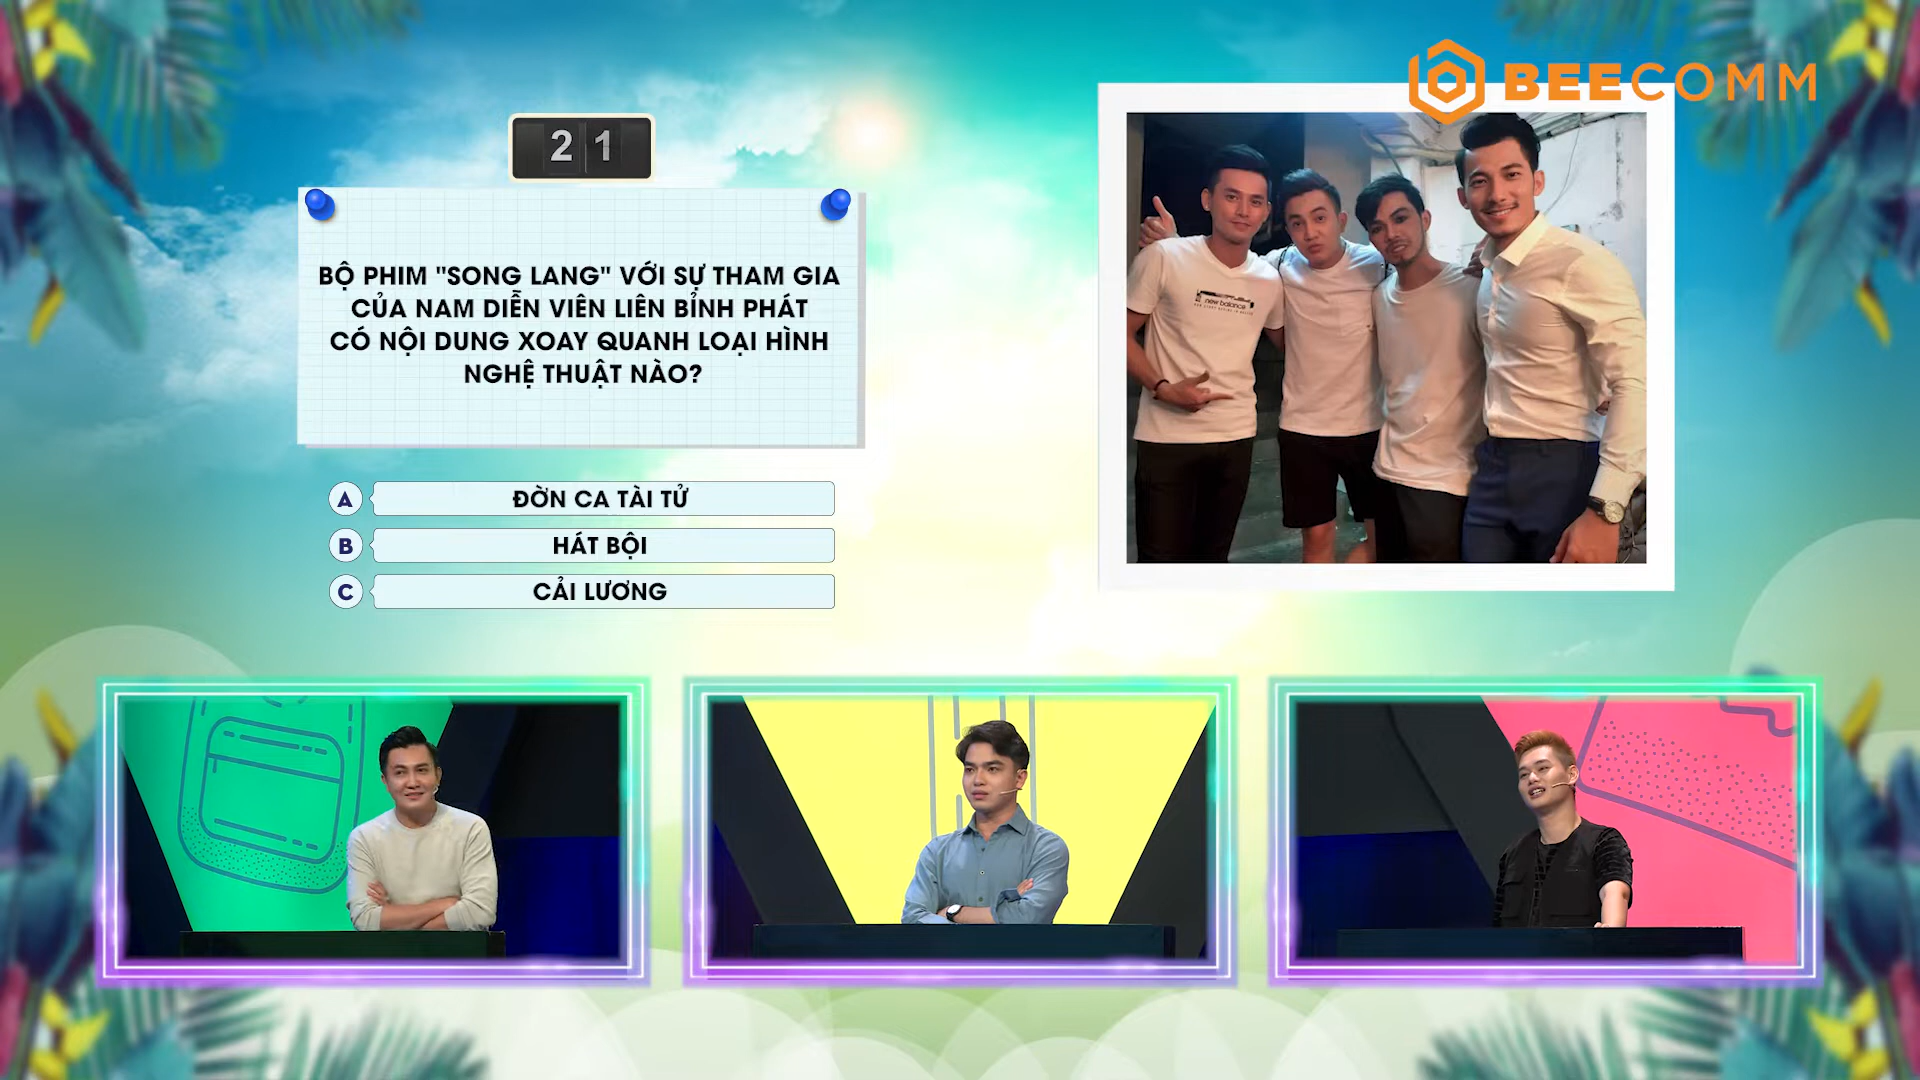 BEECOMM
21
BỘ PHIM "SONG LANG" VỚI SỰ THAM GIA
CỦA NAM DIỄN VIÊN LIÊN BỈNH PHÁT
CÓ NỘI DUNG XOAY QUANH LOẠI HÌNH
NGHỆ THUẬT NÀO?
A ĐỜN CA TÀI TỬ
B HÁT BỘI
C CẢI LƯƠNG
new balance